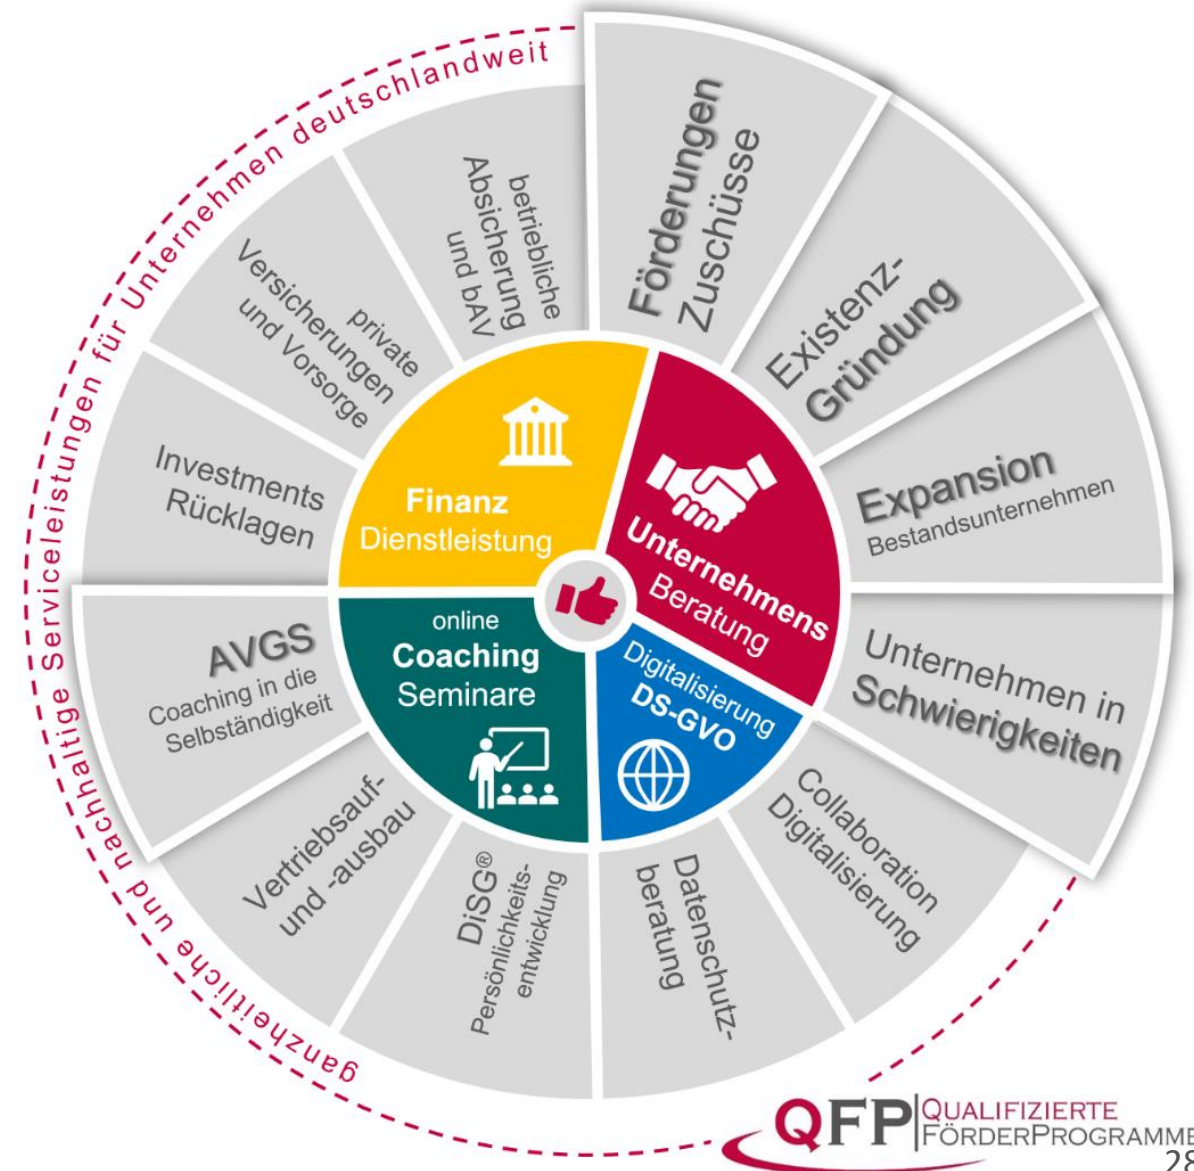 ganzheitliche und nachhaltige Serviceleistungen für Unternehmen deutschlandweit
Förderungen
Zuschüsse
Existenz-
Gründung
Expansion
Bestandsunternehmen
Unternehmen in
Schwierigkeiten
Collaboration
Digitalisierung
Datenschutz-
beratung
DiSG®
Persönlichkeits-
entwicklung
Vertriebsauf-
und -ausbau
AVGS
Coaching in die
Selbständigkeit
Investments
Rücklagen
private
Versicherungen
und Vorsorge
betriebliche
Absicherung
und bAV
Finanz
Dienstleistung
Unternehmens
Beratung
Digitalisierung
DS-GVO
online
Coaching
Seminare
QFP
QUALIFIZIERTE
FÖRDERPROGRAMME
28